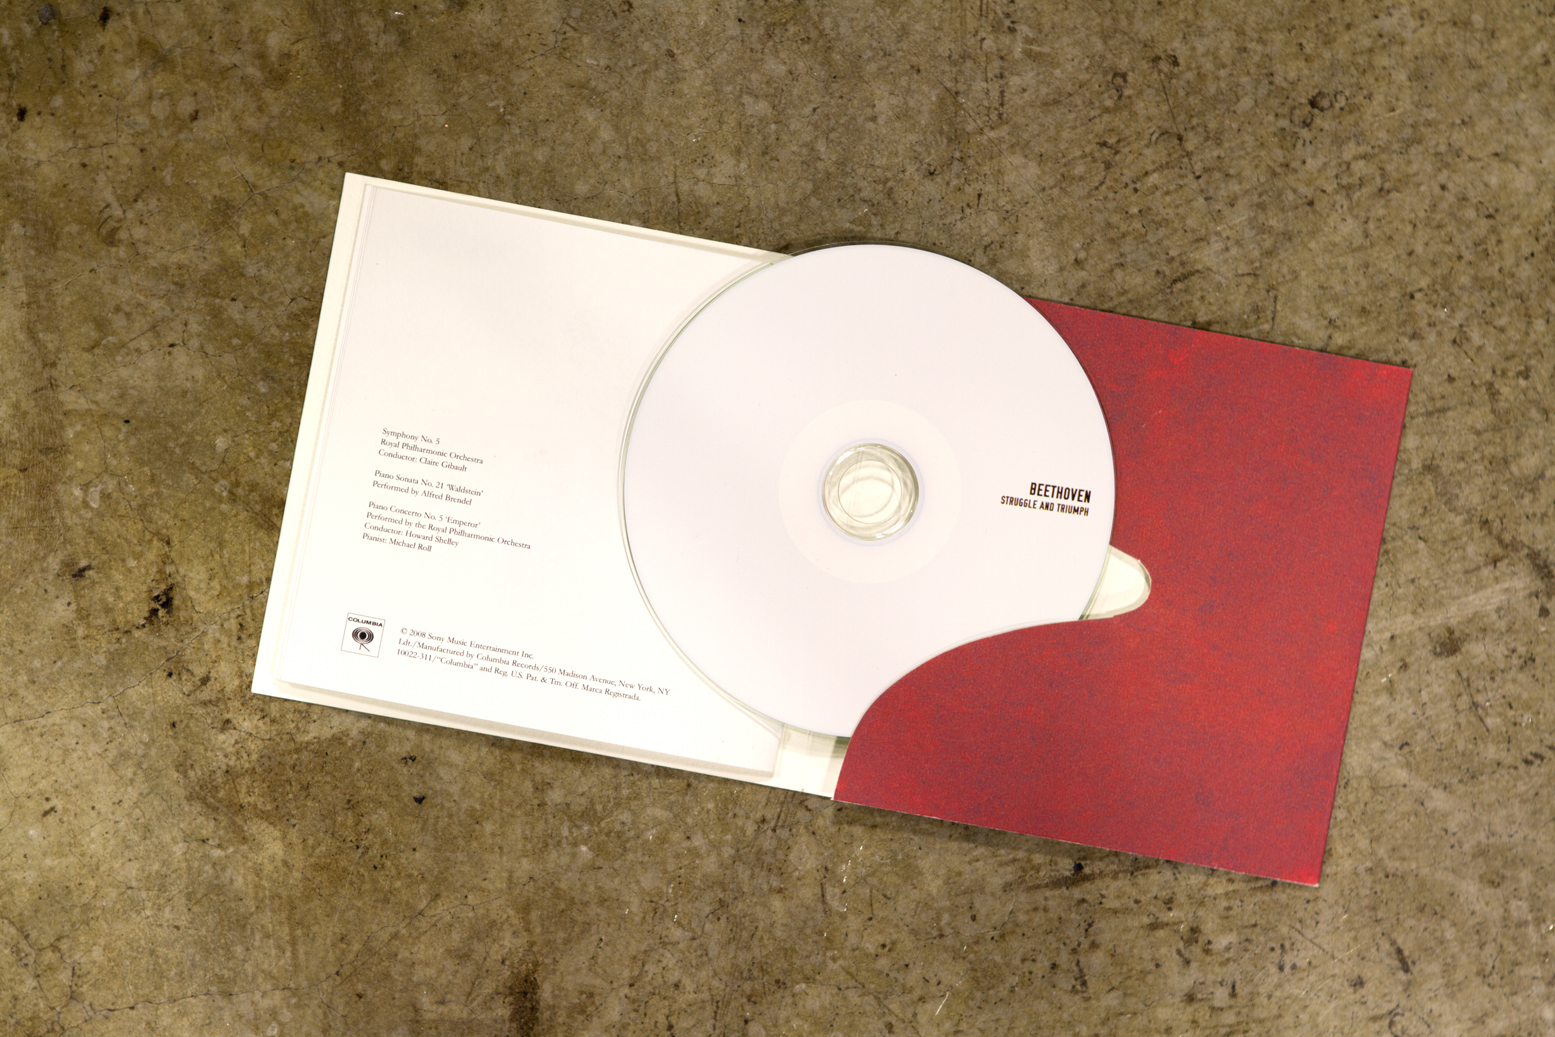 Symphony No. 5
Royal Philharmonic Orchestra
Conductor: Claire Gibault
Piano Sonata No. 21 'Waldstein'
Performed by Alfred Brendel
Piano Concerto No. 5 'Emperor'
Performed by the Royal Philharmonic Orchestra
Conductor: Howard Shelley
Pianist: Michael Roll
COLUMBIA
© 2008 Sony Music Entertainment Inc.
Ldt./Manufactured by Columbia Records/550 Madison Avenue, New York, NY
10022-311/"Columbia" and Reg. U.S. Pat. & Tm. Off. Marca Registrada.
BEETHOVEN
STRUGGLE AND TRIUMPH